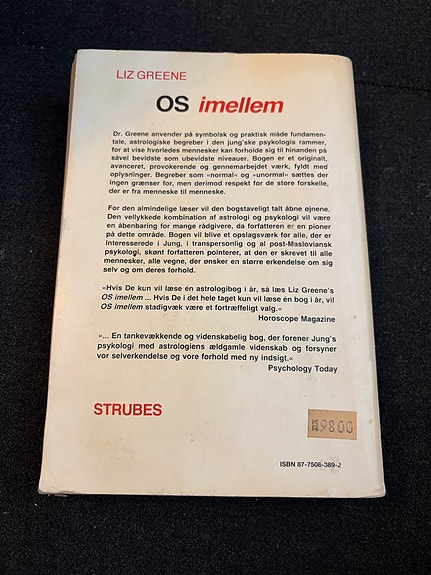 LIZ GREENE
OS imellem
Dr. Greene anvender på symbolsk og praktisk måde fundamen-
tale, astrologiske begreber i den jung'ske psykologis rammer,
for at vise hvorledes mennesker kan forholde sig til hinanden på
såvel bevidste som ubevidste niveauer. Bogen er et originalt,
avanceret, provokerende og gennemarbejdet værk, fyldt med
oplysninger. Begreber som »normal« og »unormal« sættes der
ingen grænser for, men derimod respekt for de store forskelle,
der er fra menneske til menneske.
For den almindelige læser vil den bogstaveligt talt åbne øjnene.
Den vellykkede kombination af astrologi og psykologi vil være
en åbenbaring for mange rådgivere, da forfatteren er en pioner
på dette område. Bogen vil blive et opslagsværk for alle, der er
interesserede i Jung, i transpersonlig og al post-Masloviansk
psykologi, skønt forfatteren pointerer, at den er skrevet til alle
mennesker, alle vegne, der ønsker en større erkendelse om sig
selv og om deres forhold.
»Hvis De kun vil læse én astrologibog i år, så læs Liz Greene's
OS imellem ... Hvis De i det hele taget kun vil læse én bog i år, vil
OS imellem stadigvæk være et fortræffeligt valg.«
Horoscope Magazine
»... En tankevækkende og videnskabelig bog, der forener Jung's
psykologi med astrologiens ældgamle videnskab og forsyner
vor selverkendelse og vore forhold med ny indsigt.«
Psychology Today
STRUBES
98.00
ISBN 87-7508-389-2